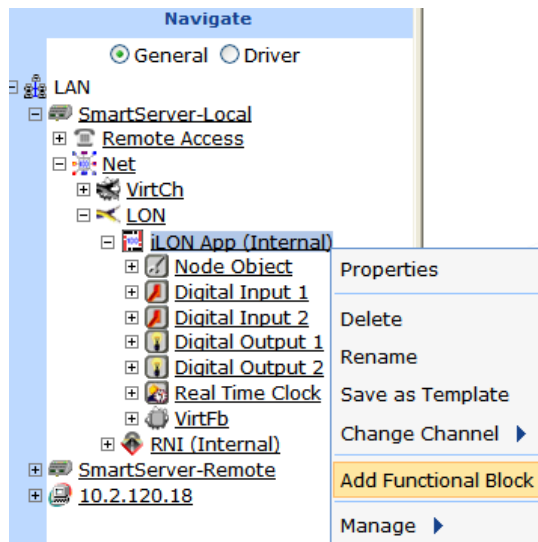 Navigate
General Driver
LAN
SmartServer-Local
Remote Access
Net
VirtCh
LON
iLON App (Internal)
Node Object
Digital Input 1
Digital Input 2
Digital Output 1
Digital Output 2
Real Time Clock
VirtFb
RNI (Internal)
SmartServer-Remote
10.2.120.18
Properties
Delete
Rename
Save as Template
Change Channel
Add Functional Block
Manage